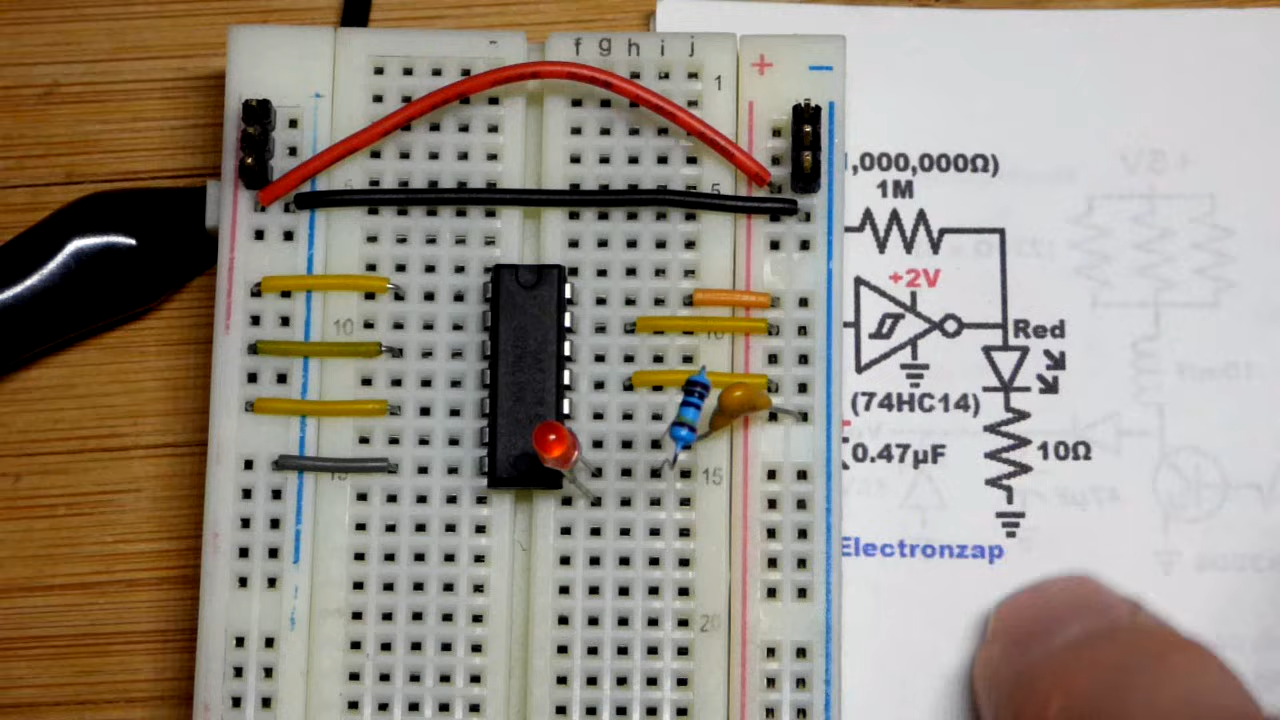 f g h i j
+ −
1
5
10
10
15
15
20
,000,000Ω)
1M
+2V
Red
(74HC14)
0.47µF
10Ω
Electronzap